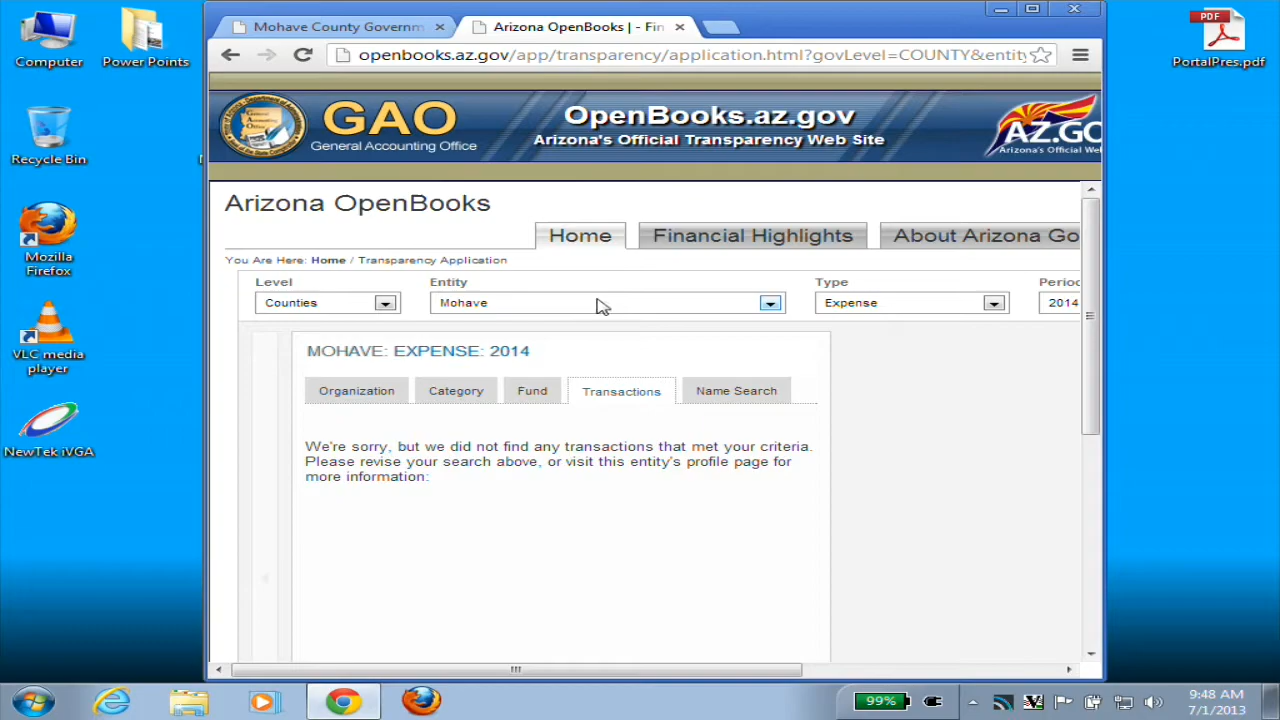 Computer
Power Points
Recycle Bin
Mozilla
Firefox
VLC media
player
NewTek iVGA
PDF
PortalPres.pdf
Mohave County Governm
Arizona OpenBooks | - Fin
openbooks.az.gov/app/transparency/application.html?govLevel=COUNTY&entity
GAO
General Accounting Office
OpenBooks.az.gov
Arizona's Official Transparency Web Site
AZ.GO
Arizona's Official Web
Arizona OpenBooks
Home
Financial Highlights
About Arizona Go
You Are Here: Home / Transparency Application
Level
Entity
Type
Period
Counties
Mohave
Expense
2014
MOHAVE: EXPENSE: 2014
Organization
Category
Fund
Transactions
Name Search
We're sorry, but we did not find any transactions that met your criteria.
Please revise your search above, or visit this entity's profile page for
more information:
99%
9:48 AM
7/1/2013